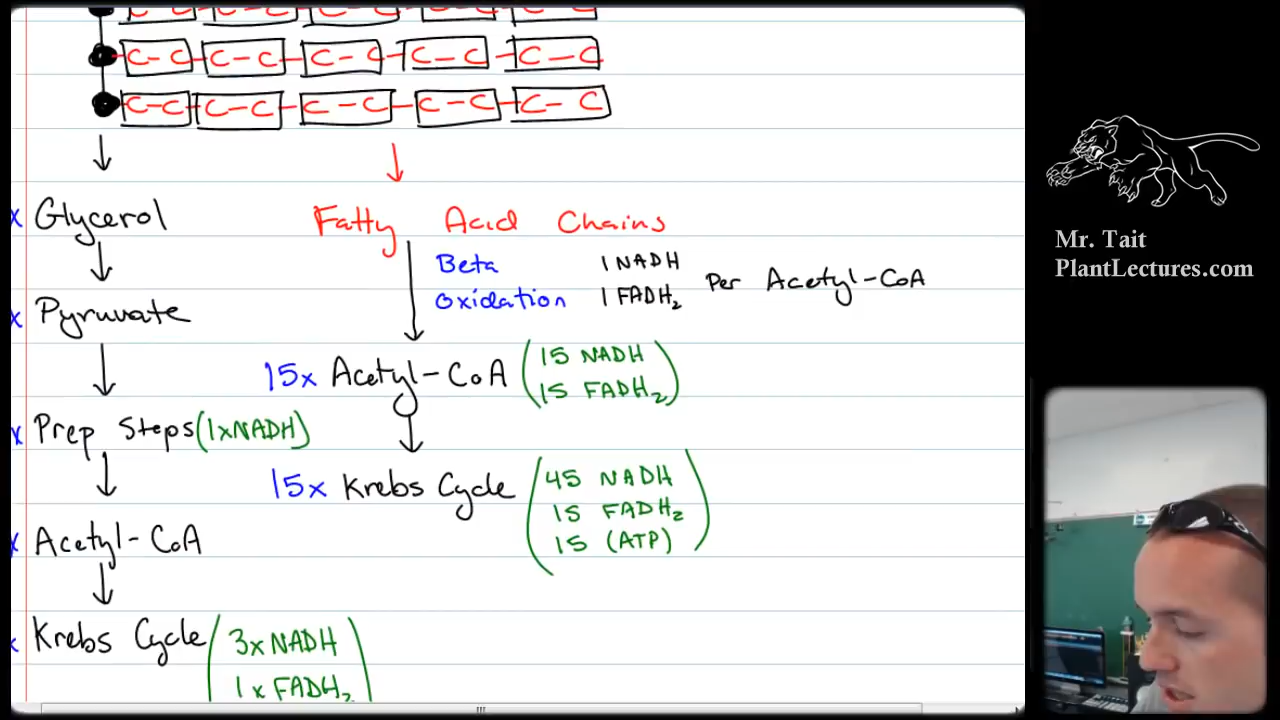 C-C C-C C-C C-C C-C
C-C-C-C-C-C-C-C-C-C
C-C-C-C-C-C-C-C-C-C
x Glycerol
Fatty Acid Chains
Beta 1 NADH
Oxidation 1 FADH₂ Per Acetyl-CoA
x Pyruvate
15x Acetyl-CoA (15 NADH
15 FADH₂)
x Prep Steps (1xNADH)
15x Krebs Cycle (45 NADH
15 FADH₂
15 (ATP))
x Acetyl-CoA
x Krebs Cycle (3x NADH
1x FADH₂
Mr. Tait
PlantLectures.com